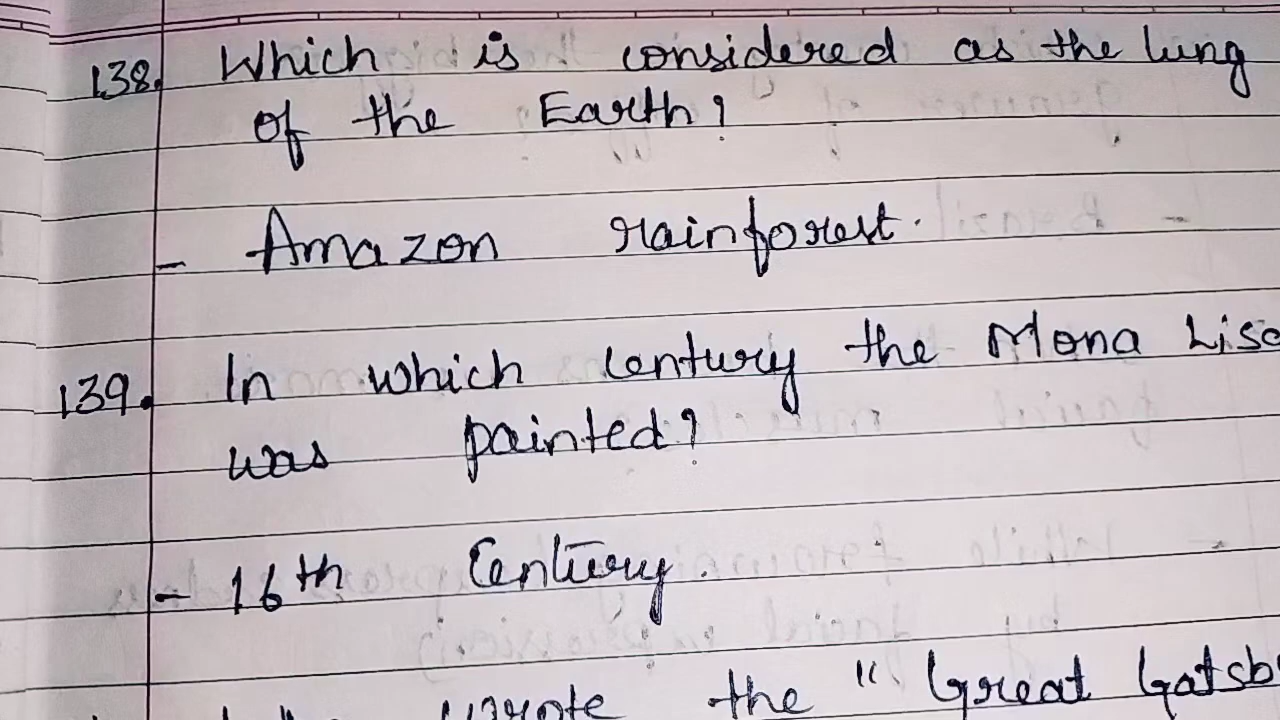 138. Which is considered as the lung
of the Earth?
- Amazon rainforest.
139. In which century the Mona Lisa
was painted?
- 16th Century.
wrote the "Great Gatsb